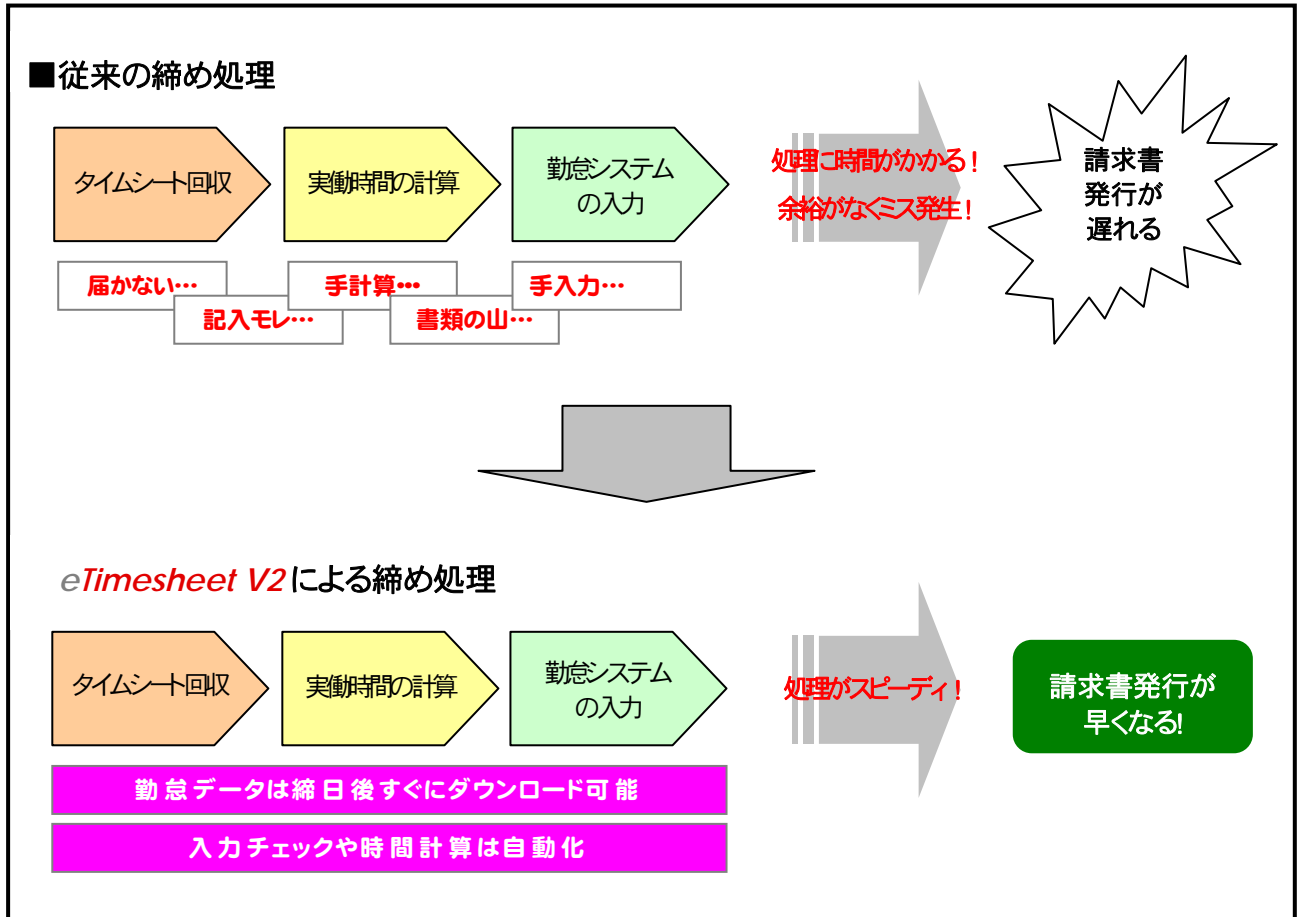 ■従来の締め処理
タイムシート回収
実働時間の計算
勤怠システム
の入力
処理に時間がかかる！
余裕がなくミス発生！
請求書
発行が
遅れる
届かない…
記入モレ…
手計算…
書類の山…
手入力…
eTimesheet V2による締め処理
タイムシート回収
実働時間の計算
勤怠システム
の入力
処理がスピーディ！
請求書発行が
早くなる!
勤怠データは締日後すぐにダウンロード可能
入力チェックや時間計算は自動化